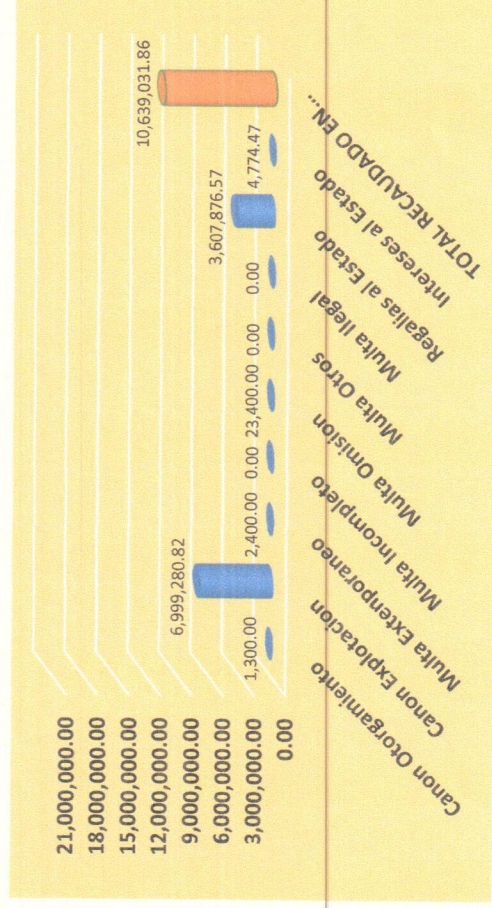 21,000,000.00
18,000,000.00
15,000,000.00
12,000,000.00
9,000,000.00
6,000,000.00
3,000,000.00
0.00
1,300.00
6,999,280.82
2,400.00
0.00
23,400.00
0.00
0.00
3,607,876.57
4,774.47
10,639,031.86
Canon Otorgamiento
Canon Explotacion
Multa Extenporaneo
Multa Incompleto
Multa Omision
Multa Otros
Multa Ilegal
Regalias al Estado
Intereses al Estado
TOTAL RECAUDADO EN...